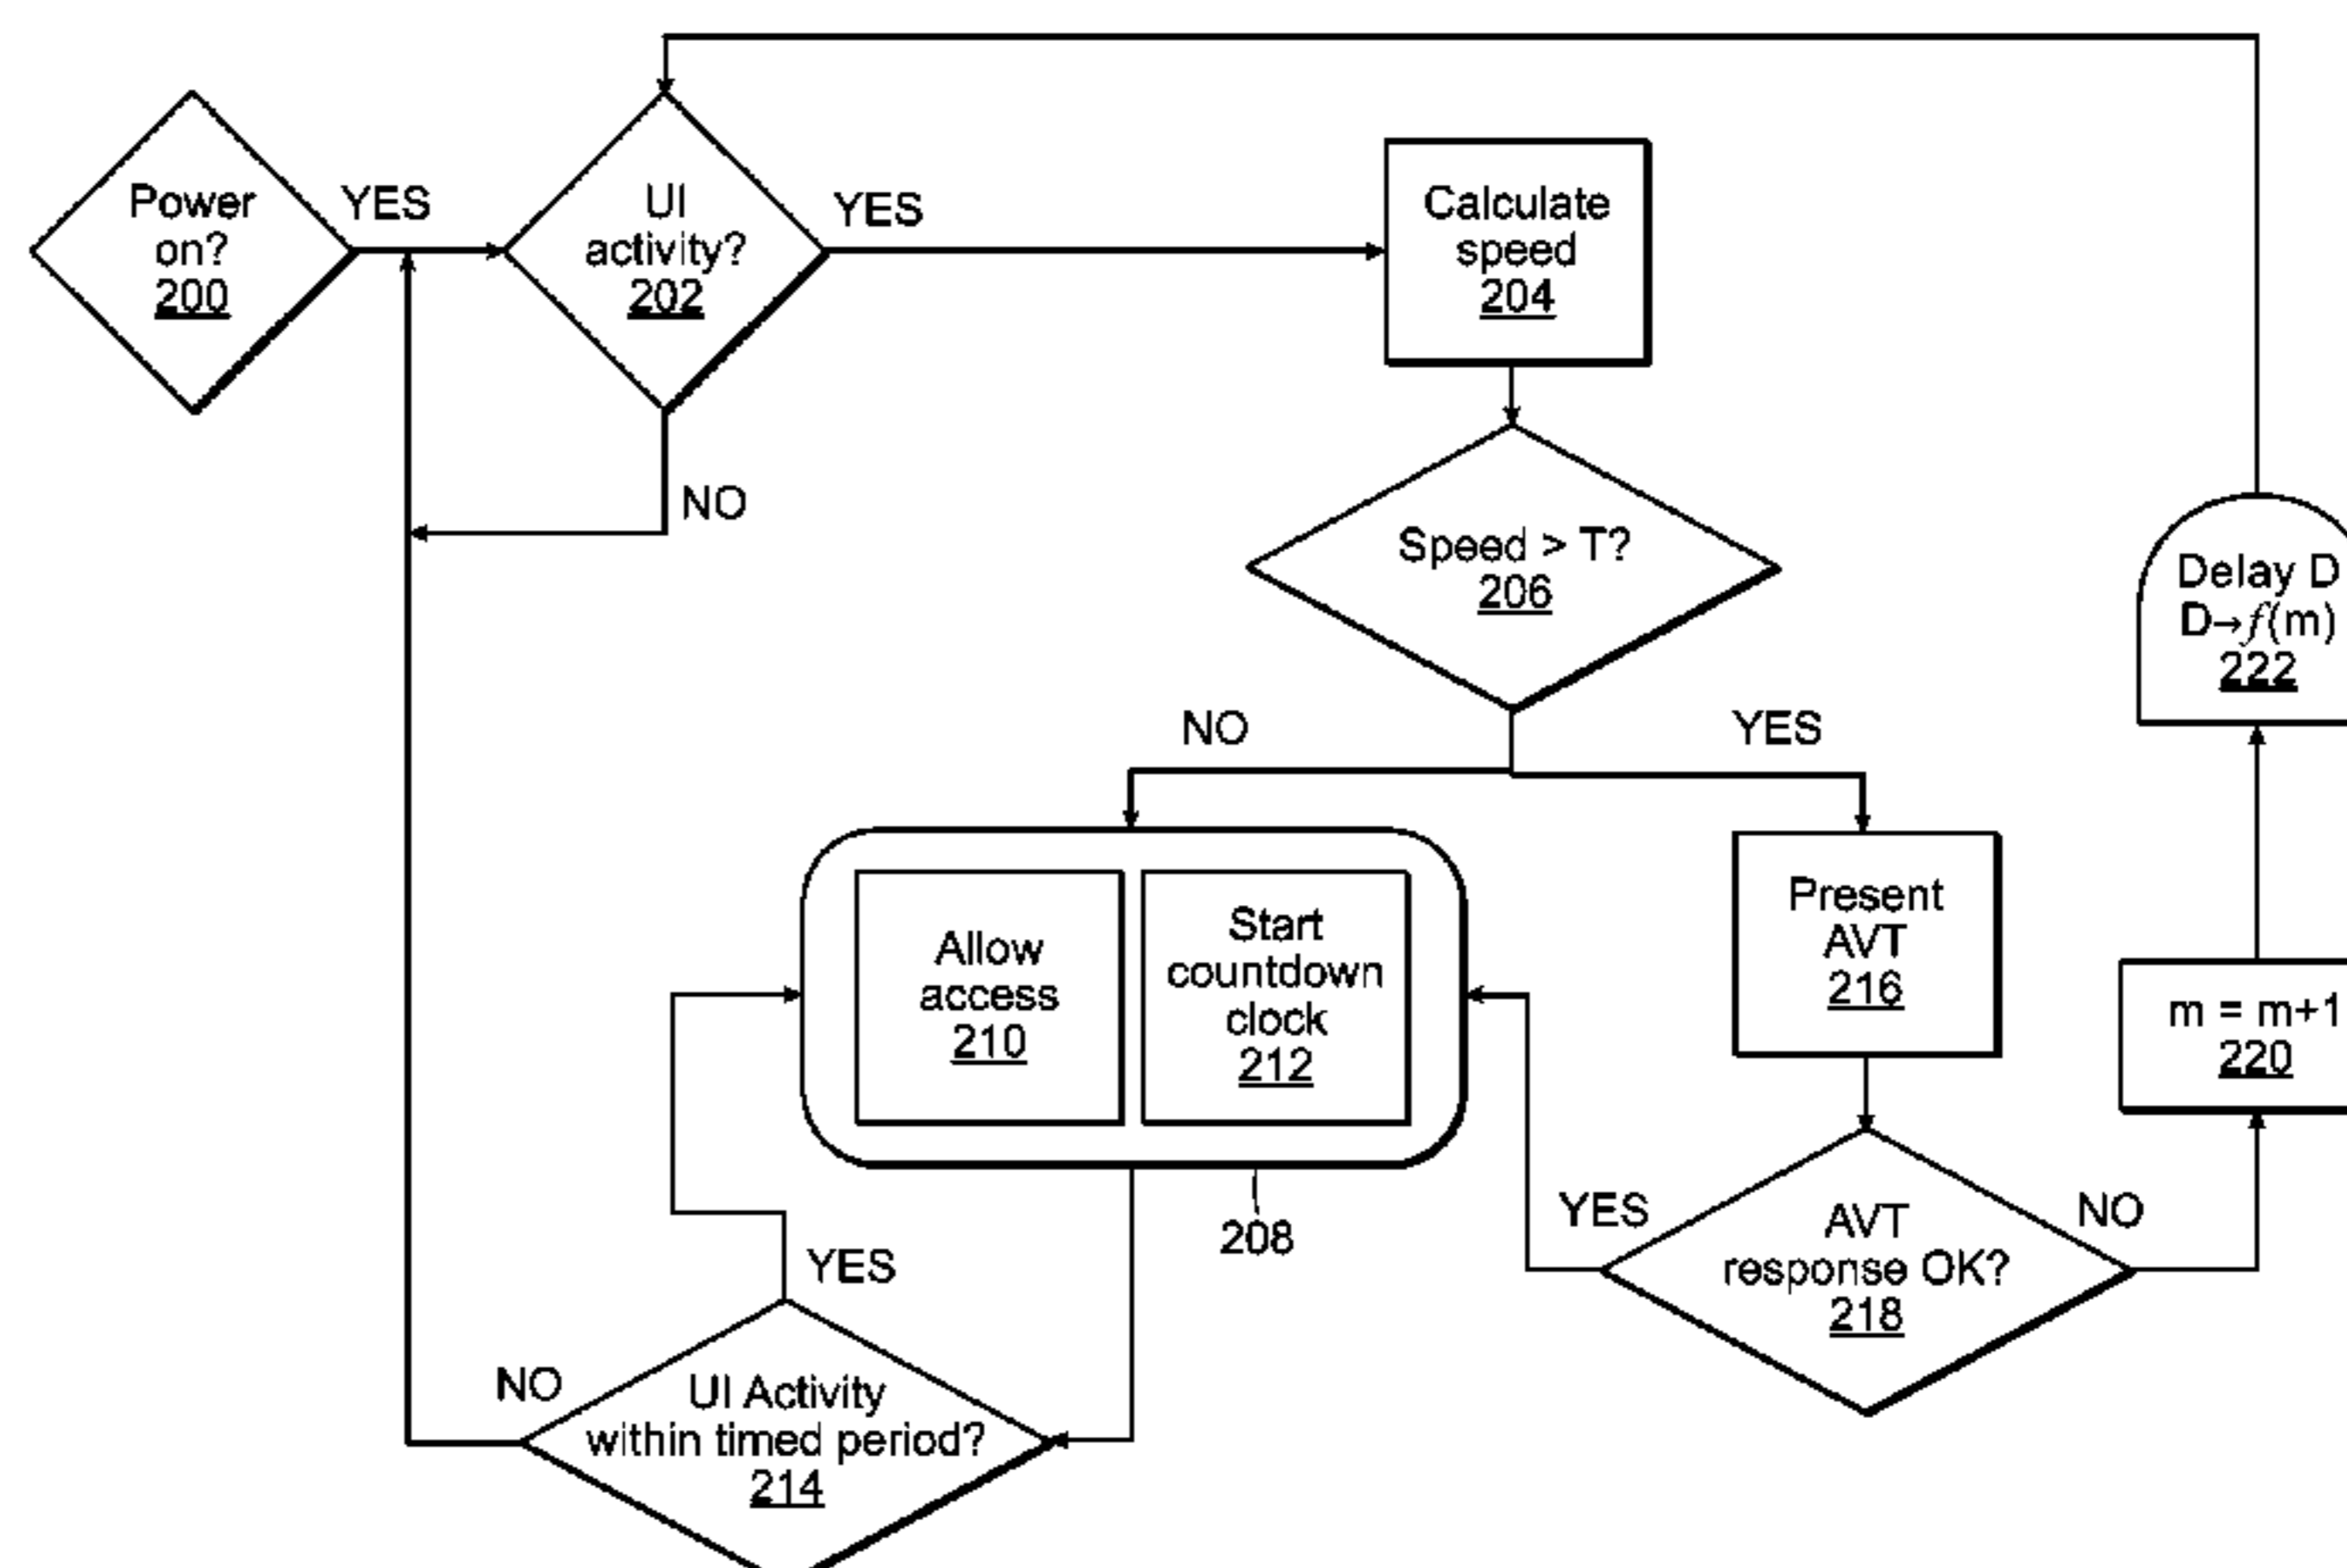 Power
on?
200
YES
UI
activity?
202
YES
NO
Calculate
speed
204
Speed > T?
206
NO
YES
Delay D
D→f(m)
222
Allow
access
210
Start
countdown
clock
212
208
Present
AVT
216
m = m+1
220
YES
AVT
response OK?
218
NO
YES
NO
UI Activity
within timed period?
214